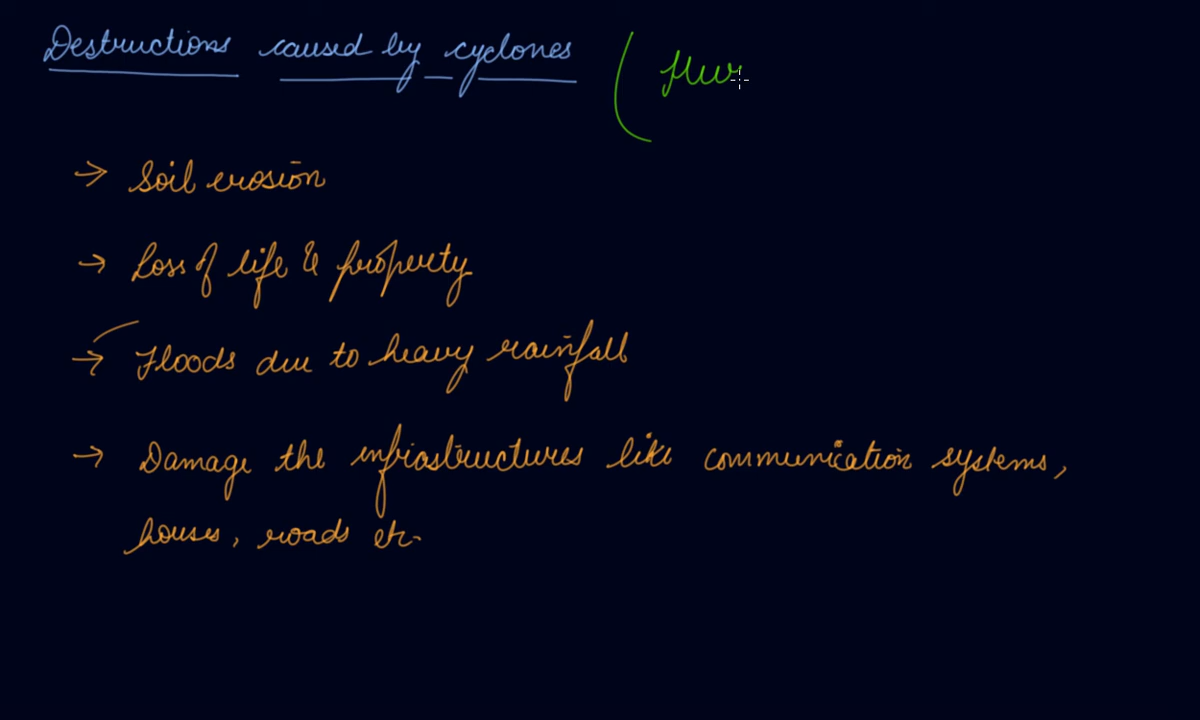 Destructions caused by cyclones (
→ Soil erosion
→ Loss of life & property
→ Floods due to heavy rainfall
→ Damage the infrastructures like communication systems,
houses, roads etc.